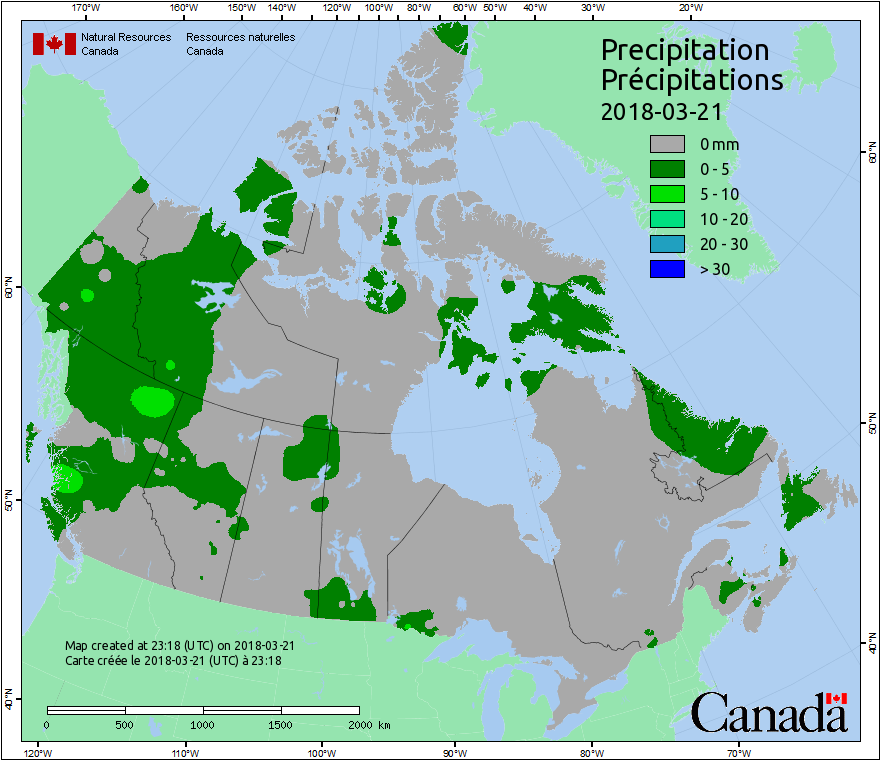 170°W 160°W 150°W 140°W 120°W 100°W 80°W 60°W 50°W 40°W 30°W 20°W
Natural Resources Ressources naturelles
Canada Canada
Precipitation
Précipitations
2018-03-21
0 mm
0 - 5
5 - 10
10 - 20
20 - 30
> 30
60°N
60°N
50°N
50°N
40°N
40°N
Map created at 23:18 (UTC) on 2018-03-21
Carte créée le 2018-03-21 (UTC) à 23:18
0 500 1000 1500 2000 km
Canada
120°W 110°W 100°W 90°W 80°W 70°W